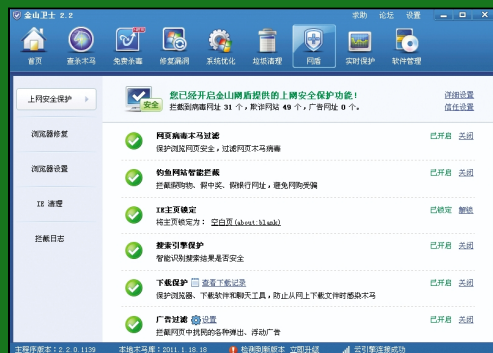 金山卫士 2.2
求助 论坛 设置
首页 查杀木马 免费杀毒 修复漏洞 系统优化 垃圾清理 网盾 实时保护 软件管理
上网安全保护
浏览器修复
浏览器设置
IE 清理
拦截日志
安全
您已经开启金山网盾提供的上网安全保护功能！
拦截到病毒网址 31 个，欺诈网站 49 个，广告网址 0 个。
详细设置
信任设置
网页病毒木马过滤
保护浏览网页安全，过滤网页木马病毒
已开启 关闭
钓鱼网站智能拦截
拦截假购物、假中奖、假银行网址，避免网购受骗
已开启 关闭
IE主页锁定
将主页锁定为： 空白页(about:blank)
已锁定 解锁
搜索引擎保护
智能识别搜索结果是否安全
已开启 关闭
下载保护 查看下载记录
保护浏览器、下载软件和聊天工具，防止从网上下载文件时感染木马
已开启 关闭
广告过滤 设置
拦截网页中扰民的各种弹出、浮动广告
已开启 关闭
主程序版本：2.2.0.1139 本地木马库：2011.1.18.18 检测到新版本 立即升级 云引擎连接成功